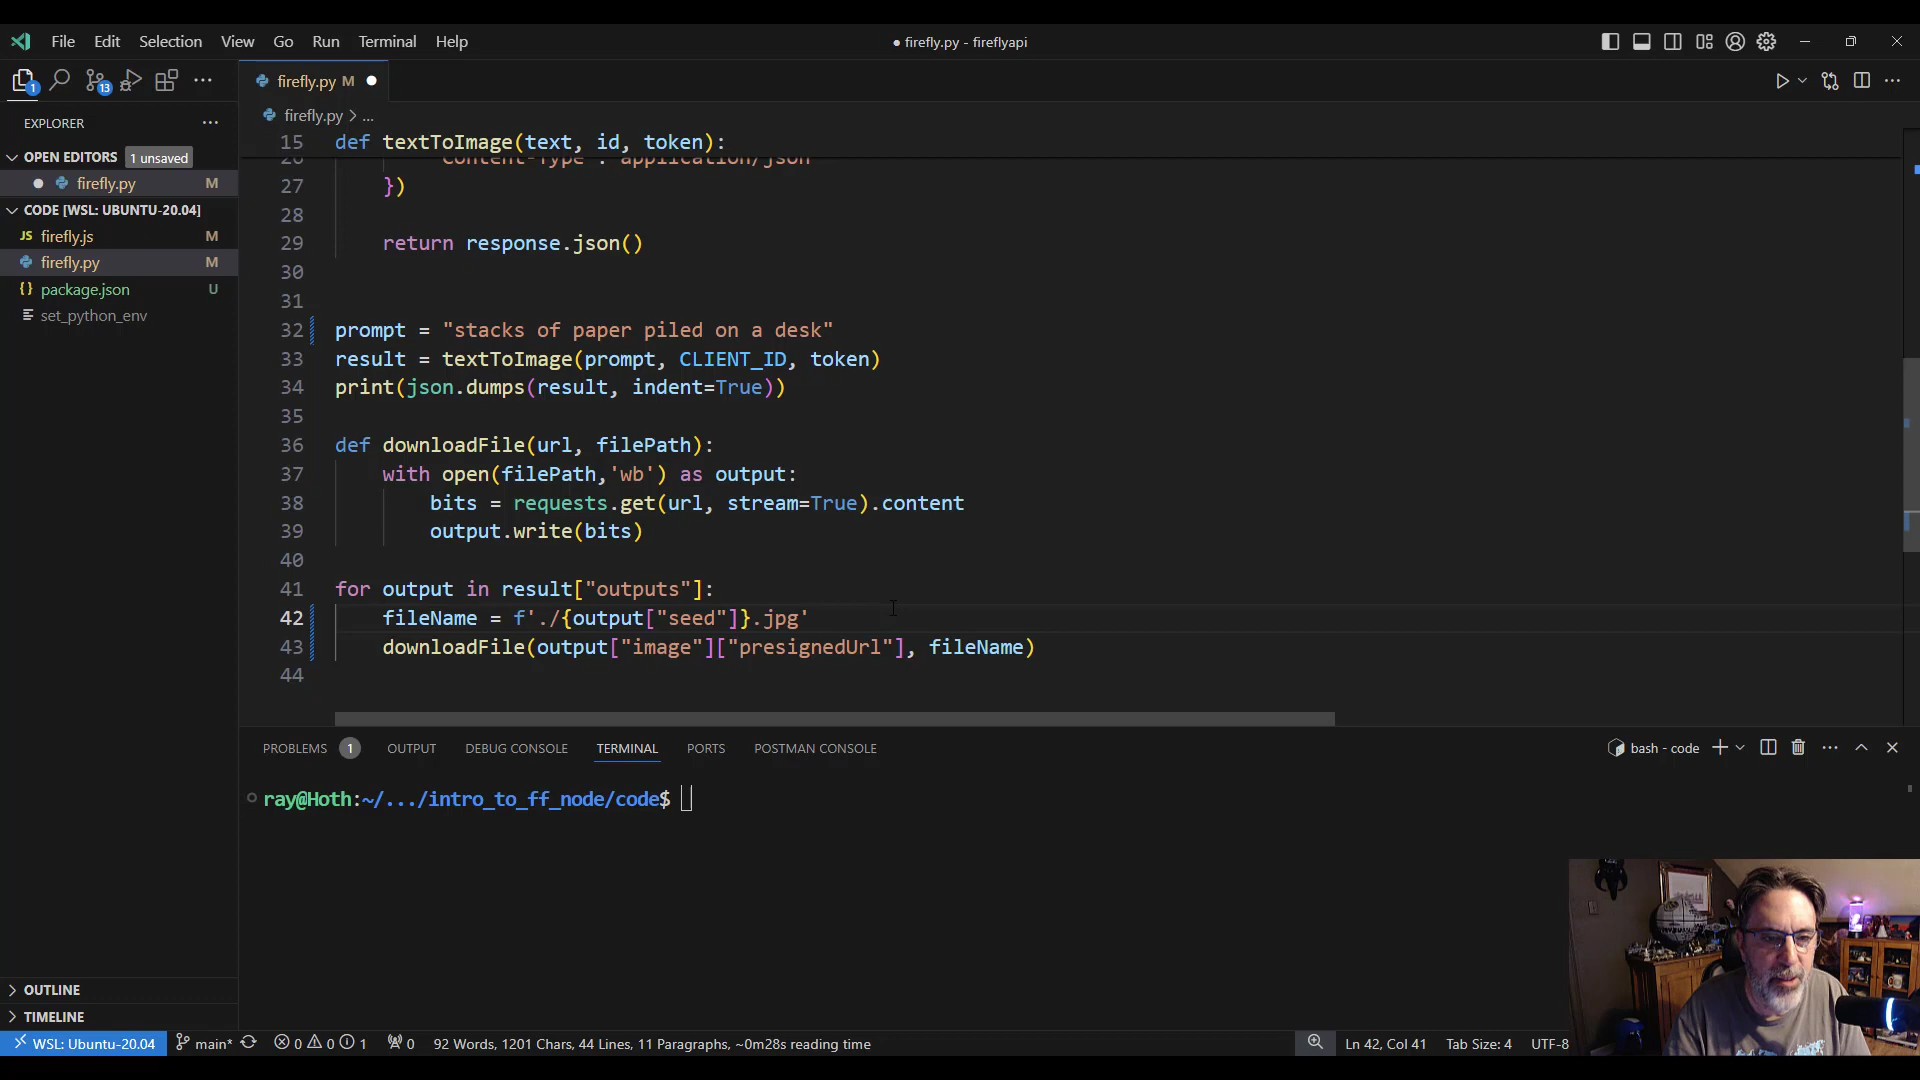 File Edit Selection View Go Run Terminal Help
● firefly.py - fireflyapi
1
13
firefly.py M
EXPLORER
firefly.py > ...
OPEN EDITORS 1 unsaved
firefly.py M
CODE [WSL: UBUNTU-20.04]
JS firefly.js M
firefly.py M
{} package.json U
set_python_env
15 def textToImage(text, id, token):
26 "Content-Type": "application/json"
27 })
28
29 return response.json()
30
31
32 prompt = "stacks of paper piled on a desk"
33 result = textToImage(prompt, CLIENT_ID, token)
34 print(json.dumps(result, indent=True))
35
36 def downloadFile(url, filePath):
37 with open(filePath,'wb') as output:
38 bits = requests.get(url, stream=True).content
39 output.write(bits)
40
41 for output in result["outputs"]:
42 fileName = f'./{output["seed"]}.jpg'
43 downloadFile(output["image"]["presignedUrl"], fileName)
44
PROBLEMS 1 OUTPUT DEBUG CONSOLE TERMINAL PORTS POSTMAN CONSOLE
bash - code
ray@Hoth:~/.../intro_to_ff_node/code$
OUTLINE
TIMELINE
WSL: Ubuntu-20.04 main* 0 0 1 0 92 Words, 1201 Chars, 44 Lines, 11 Paragraphs, ~0m28s reading time Ln 42, Col 41 Tab Size: 4 UTF-8